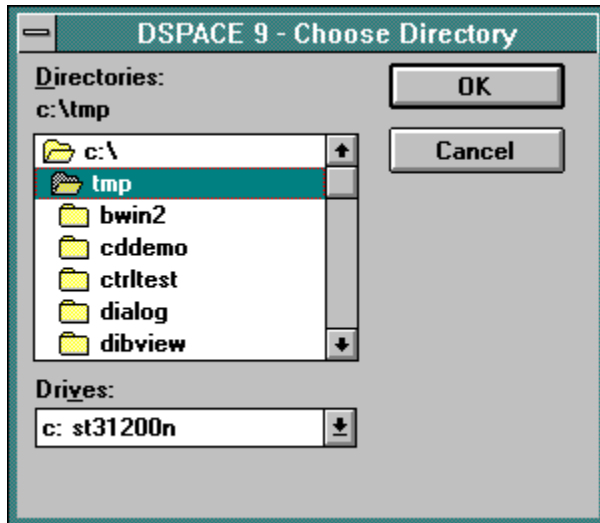 DSPACE 9 - Choose Directory
Directories:
c:\tmp
OK
c:\
tmp
bwin2
cddemo
ctrltest
dialog
dibview
Cancel
Drives:
c: st31200n